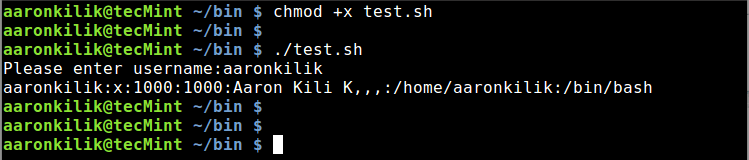 aaronkilik@tecMint ~/bin $ chmod +x test.sh
aaronkilik@tecMint ~/bin $
aaronkilik@tecMint ~/bin $ ./test.sh
Please enter username:aaronkilik
aaronkilik:x:1000:1000:Aaron Kili K,,,:/home/aaronkilik:/bin/bash
aaronkilik@tecMint ~/bin $
aaronkilik@tecMint ~/bin $
aaronkilik@tecMint ~/bin $